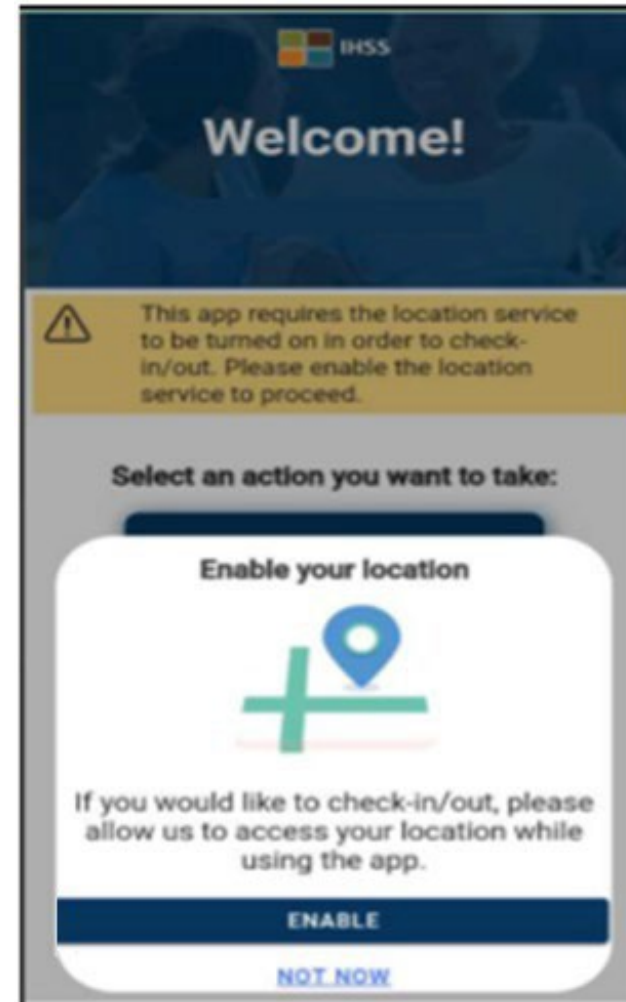 IHSS
Welcome!
This app requires the location service
to be turned on in order to check-
in/out. Please enable the location
service to proceed.
Select an action you want to take:
Enable your location
If you would like to check-in/out, please
allow us to access your location while
using the app.
ENABLE
NOT NOW